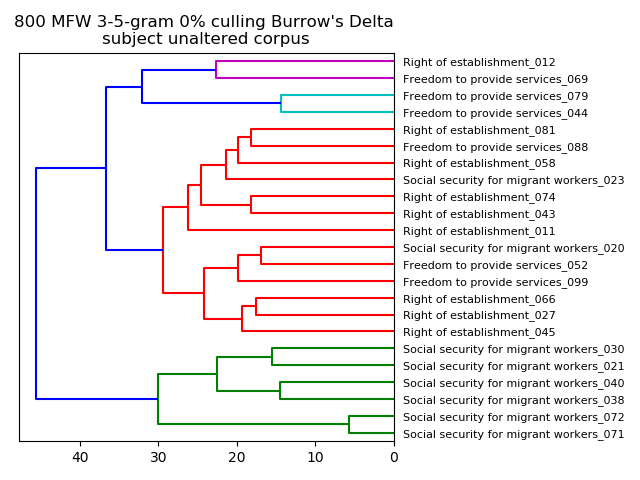 800 MFW 3-5-gram 0% culling Burrow's Delta
subject unaltered corpus
Right of establishment_012
Freedom to provide services_069
Freedom to provide services_079
Freedom to provide services_044
Right of establishment_081
Freedom to provide services_088
Right of establishment_058
Social security for migrant workers_023
Right of establishment_074
Right of establishment_043
Right of establishment_011
Social security for migrant workers_020
Freedom to provide services_052
Freedom to provide services_099
Right of establishment_066
Right of establishment_027
Right of establishment_045
Social security for migrant workers_030
Social security for migrant workers_021
Social security for migrant workers_040
Social security for migrant workers_038
Social security for migrant workers_072
Social security for migrant workers_071
40 30 20 10 0